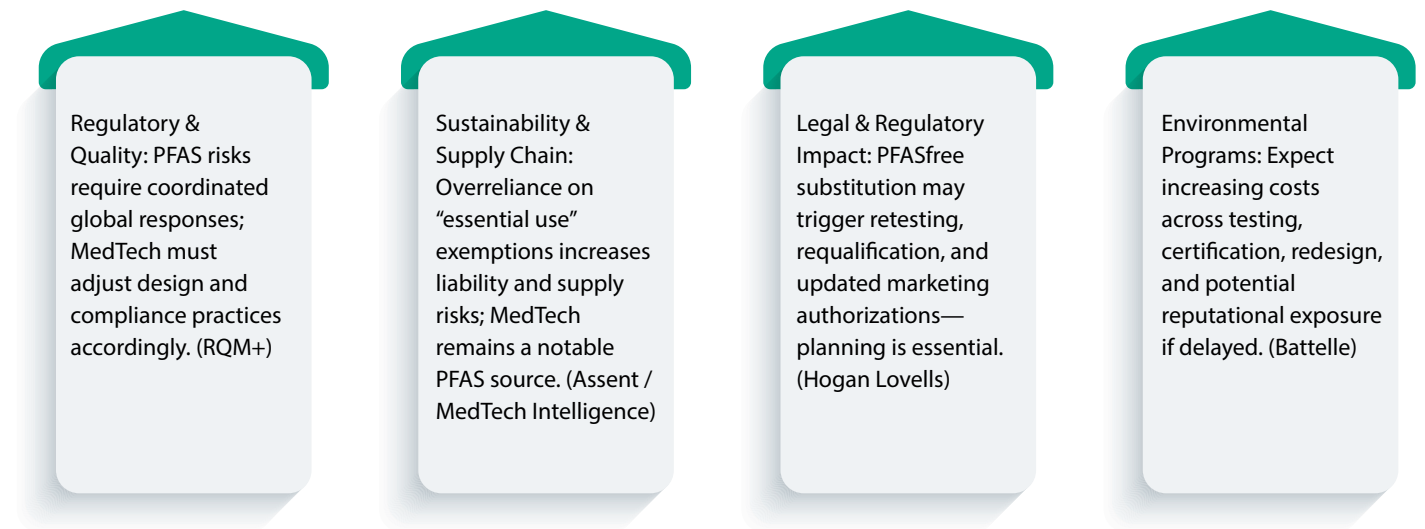 Regulatory &
Quality: PFAS risks
require coordinated
global responses;
MedTech must
adjust design and
compliance practices
accordingly. (RQM+)
Sustainability &
Supply Chain:
Overreliance on
“essential use”
exemptions increases
liability and supply
risks; MedTech
remains a notable
PFAS source. (Assent /
MedTech Intelligence)
Legal & Regulatory
Impact: PFASfree
substitution may
trigger retesting,
requalification, and
updated marketing
authorizations—
planning is essential.
(Hogan Lovells)
Environmental
Programs: Expect
increasing costs
across testing,
certification, redesign,
and potential
reputational exposure
if delayed. (Battelle)